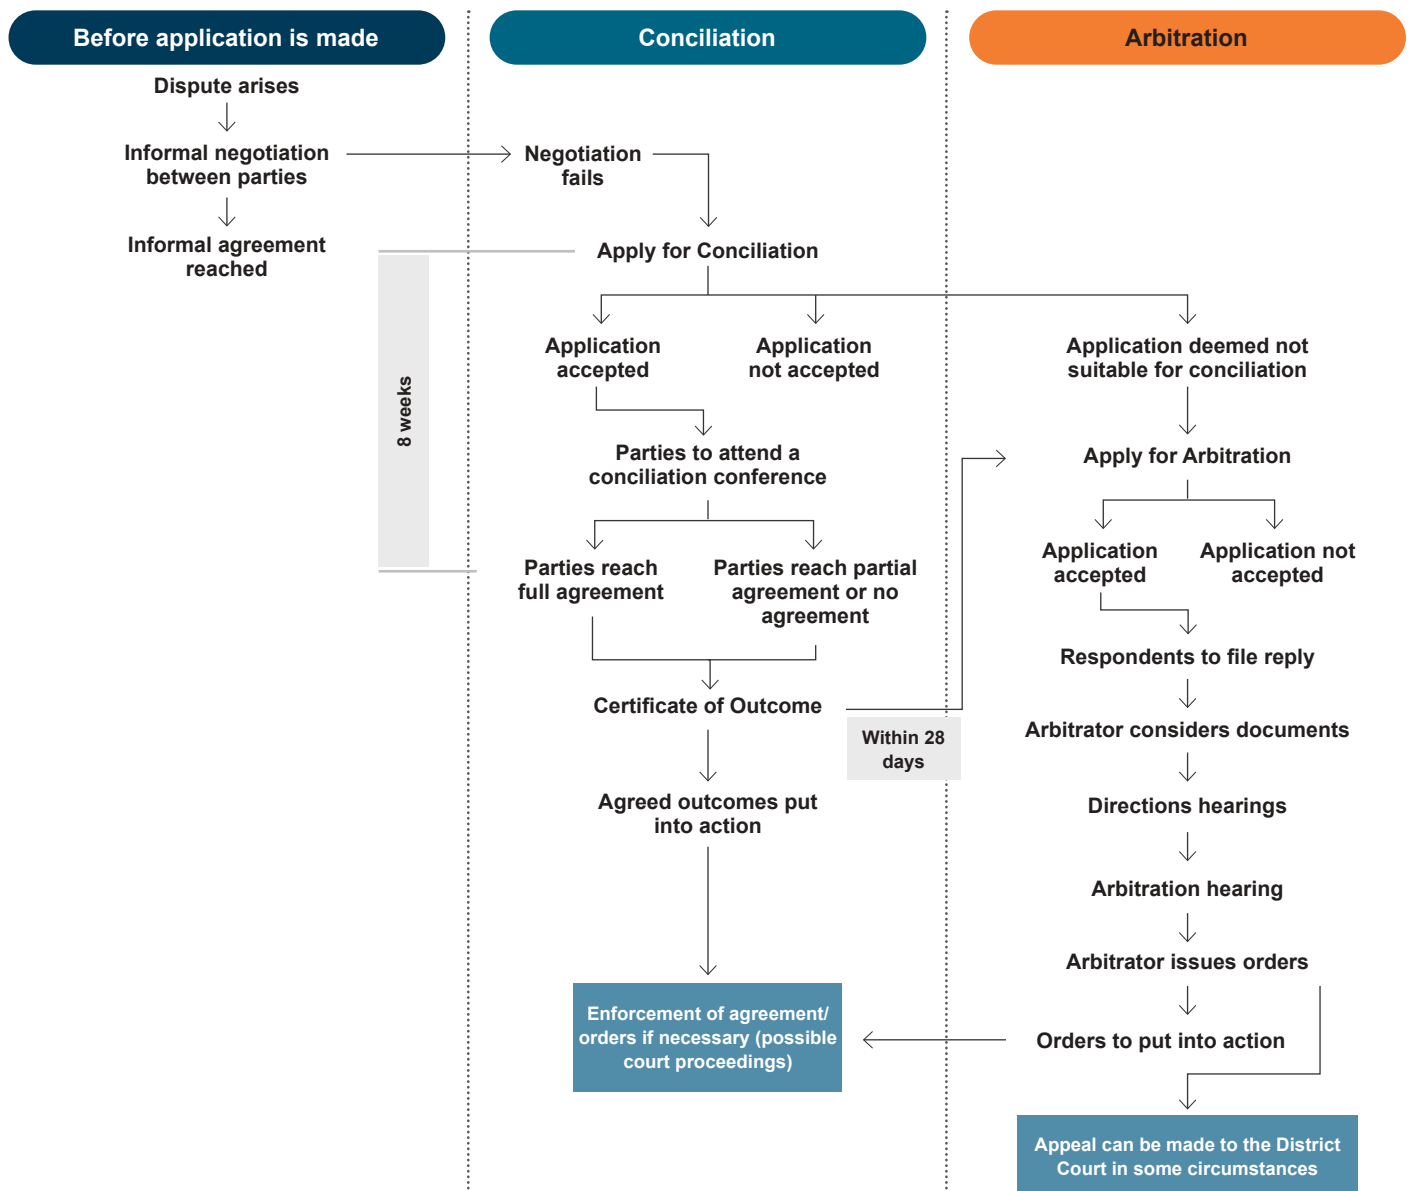 Before application is made
Conciliation
Arbitration
Dispute arises
Informal negotiation
between parties
Informal agreement
reached
Negotiation
fails
Apply for Conciliation
8 weeks
Application
accepted
Application
not accepted
Parties to attend a
conciliation conference
Parties reach
full agreement
Parties reach partial
agreement or no
agreement
Certificate of Outcome
Within 28
days
Agreed outcomes put
into action
Enforcement of agreement/
orders if necessary (possible
court proceedings)
Application deemed not
suitable for conciliation
Apply for Arbitration
Application
accepted
Application not
accepted
Respondents to file reply
Arbitrator considers documents
Directions hearings
Arbitration hearing
Arbitrator issues orders
Orders to put into action
Appeal can be made to the District
Court in some circumstances